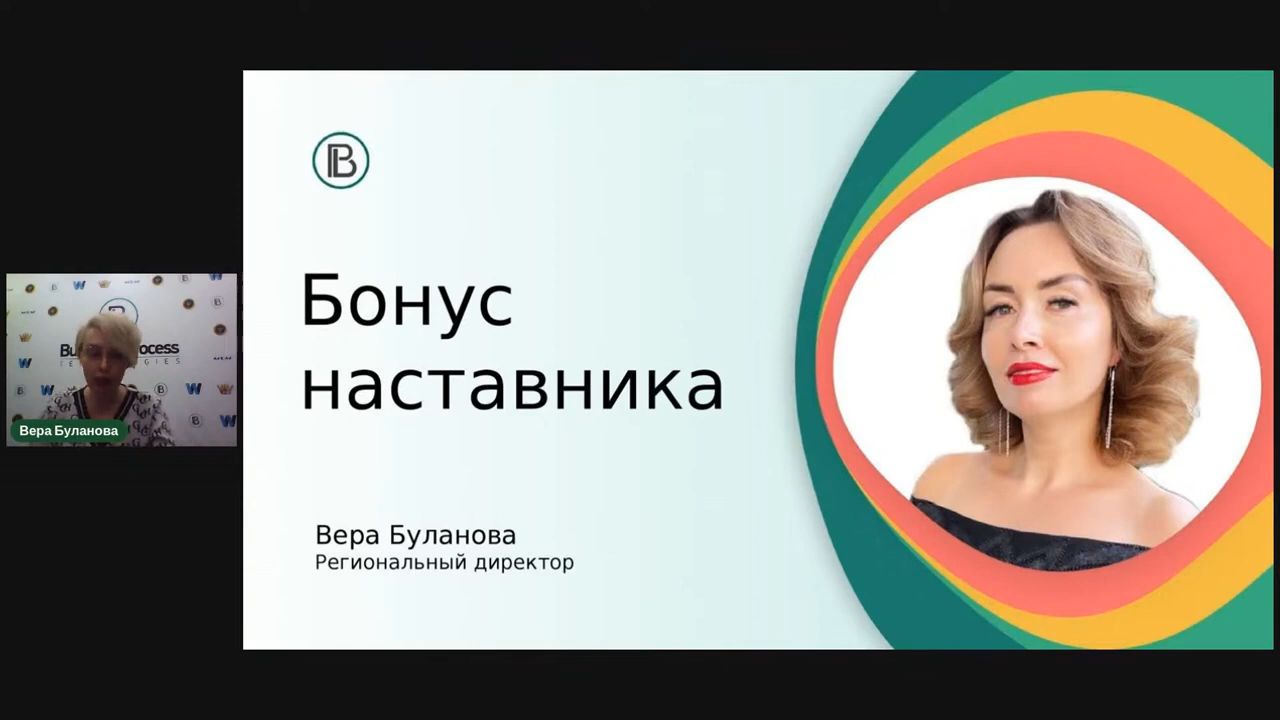 Бонус
наставника
Вера Буланова
Региональный директор
Вера Буланова